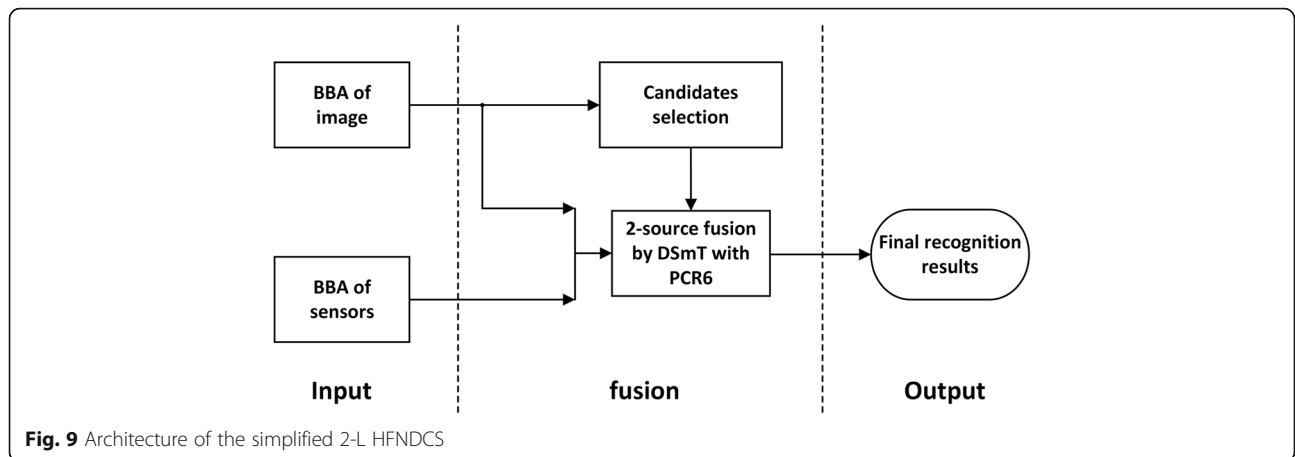 BBA of
image
Candidates
selection
2-source fusion
by DSmT with
PCR6
Final recognition
results
BBA of
sensors
Input
fusion
Output
Fig. 9 Architecture of the simplified 2-L HFNDCS